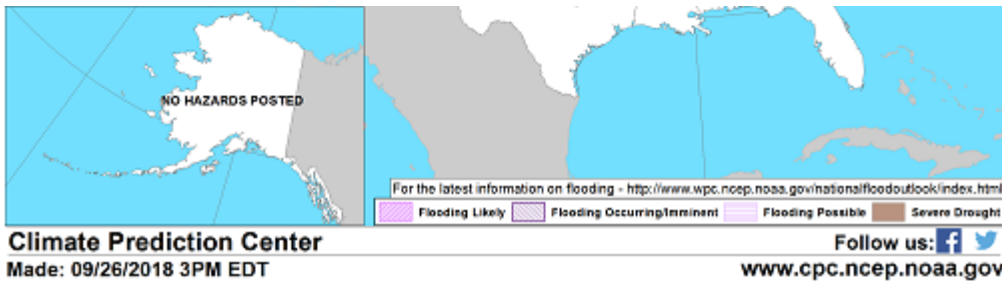 NO HAZARDS POSTED
For the latest information on flooding - http://www.wpc.ncep.noaa.gov/nationalfloodoutlook/index.html
Flooding Likely Flooding Occurring/Imminent Flooding Possible Severe Drought
Climate Prediction Center Follow us:
Made: 09/26/2018 3PM EDT www.cpc.ncep.noaa.gov